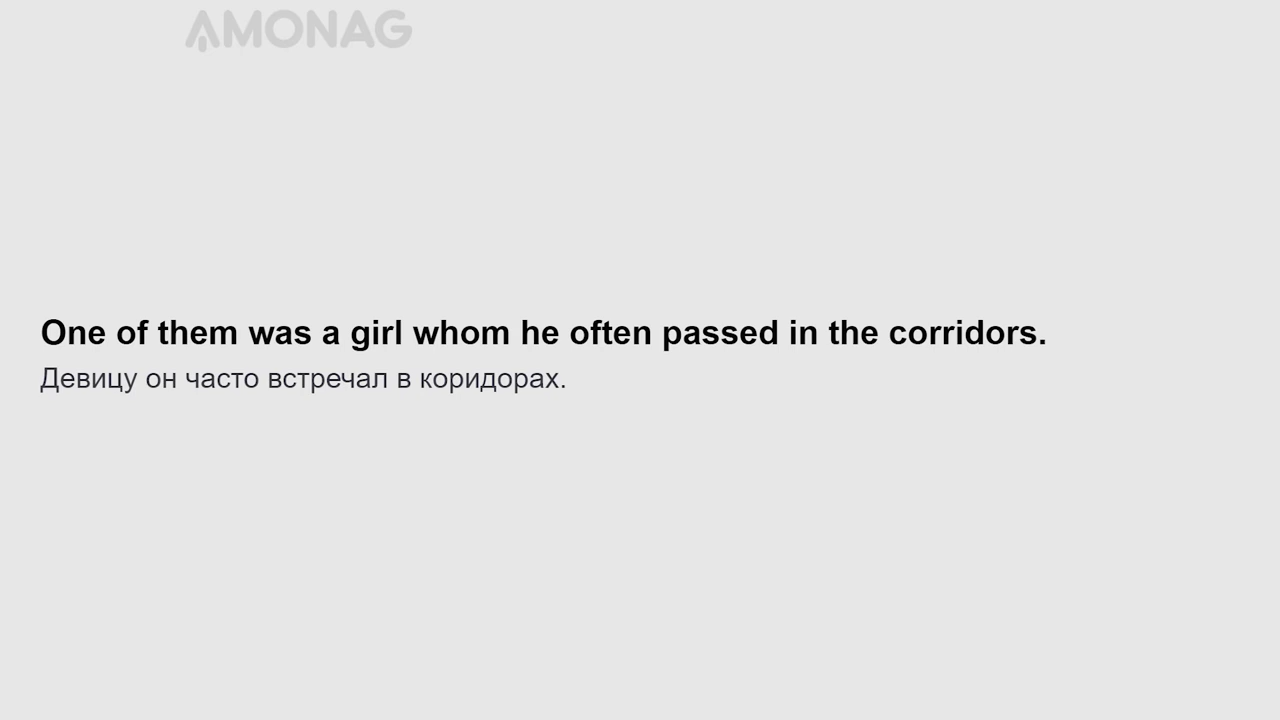 AMONAG
One of them was a girl whom he often passed in the corridors.
Девицу он часто встречал в коридорах.